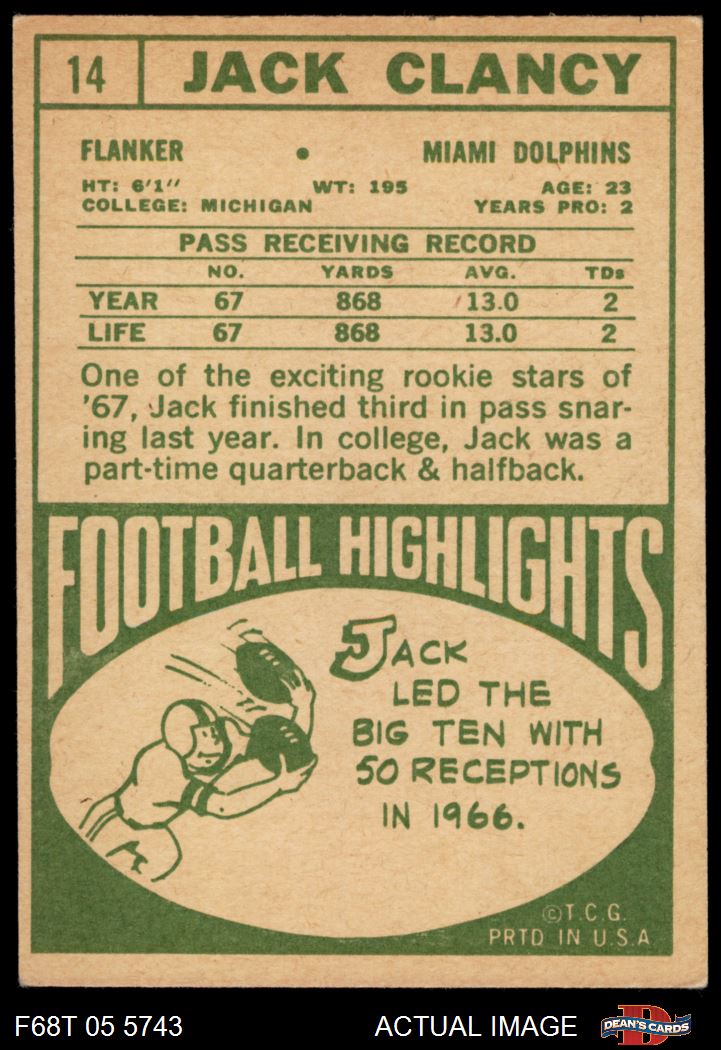 14 JACK CLANCY
FLANKER • MIAMI DOLPHINS
HT: 6'1" WT: 195 AGE: 23
COLLEGE: MICHIGAN YEARS PRO: 2
PASS RECEIVING RECORD
NO. YARDS AVG. TDs
YEAR 67 868 13.0 2
LIFE 67 868 13.0 2
One of the exciting rookie stars of
'67, Jack finished third in pass snar-
ing last year. In college, Jack was a
part-time quarterback & halfback.
FOOTBALL HIGHLIGHTS
JACK
LED THE
BIG TEN WITH
50 RECEPTIONS
IN 1966.
©T.C.G.
PRTD IN U.S.A
F68T 05 5743 ACTUAL IMAGE D DEAN'S CARDS